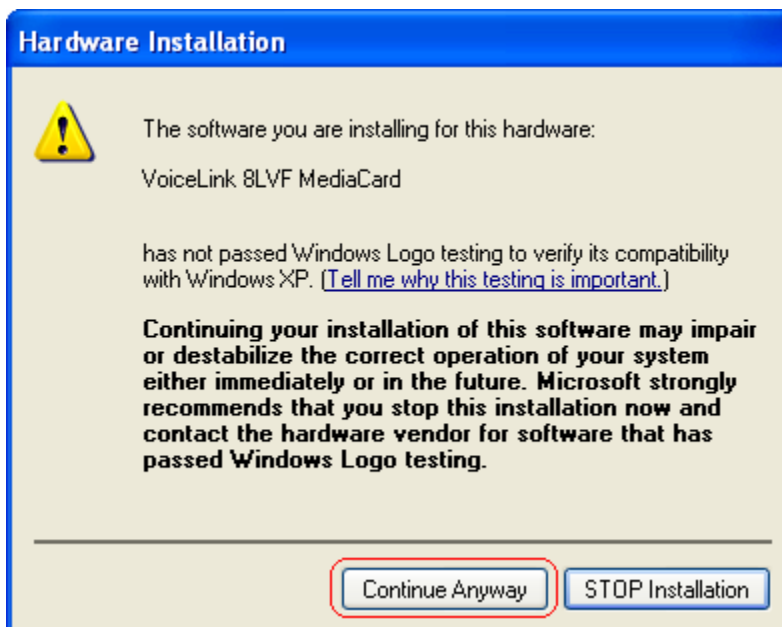 Hardware Installation
The software you are installing for this hardware:
VoiceLink 8LVF MediaCard
has not passed Windows Logo testing to verify its compatibility
with Windows XP. (Tell me why this testing is important.)
Continuing your installation of this software may impair
or destabilize the correct operation of your system
either immediately or in the future. Microsoft strongly
recommends that you stop this installation now and
contact the hardware vendor for software that has
passed Windows Logo testing.
Continue Anyway
STOP Installation